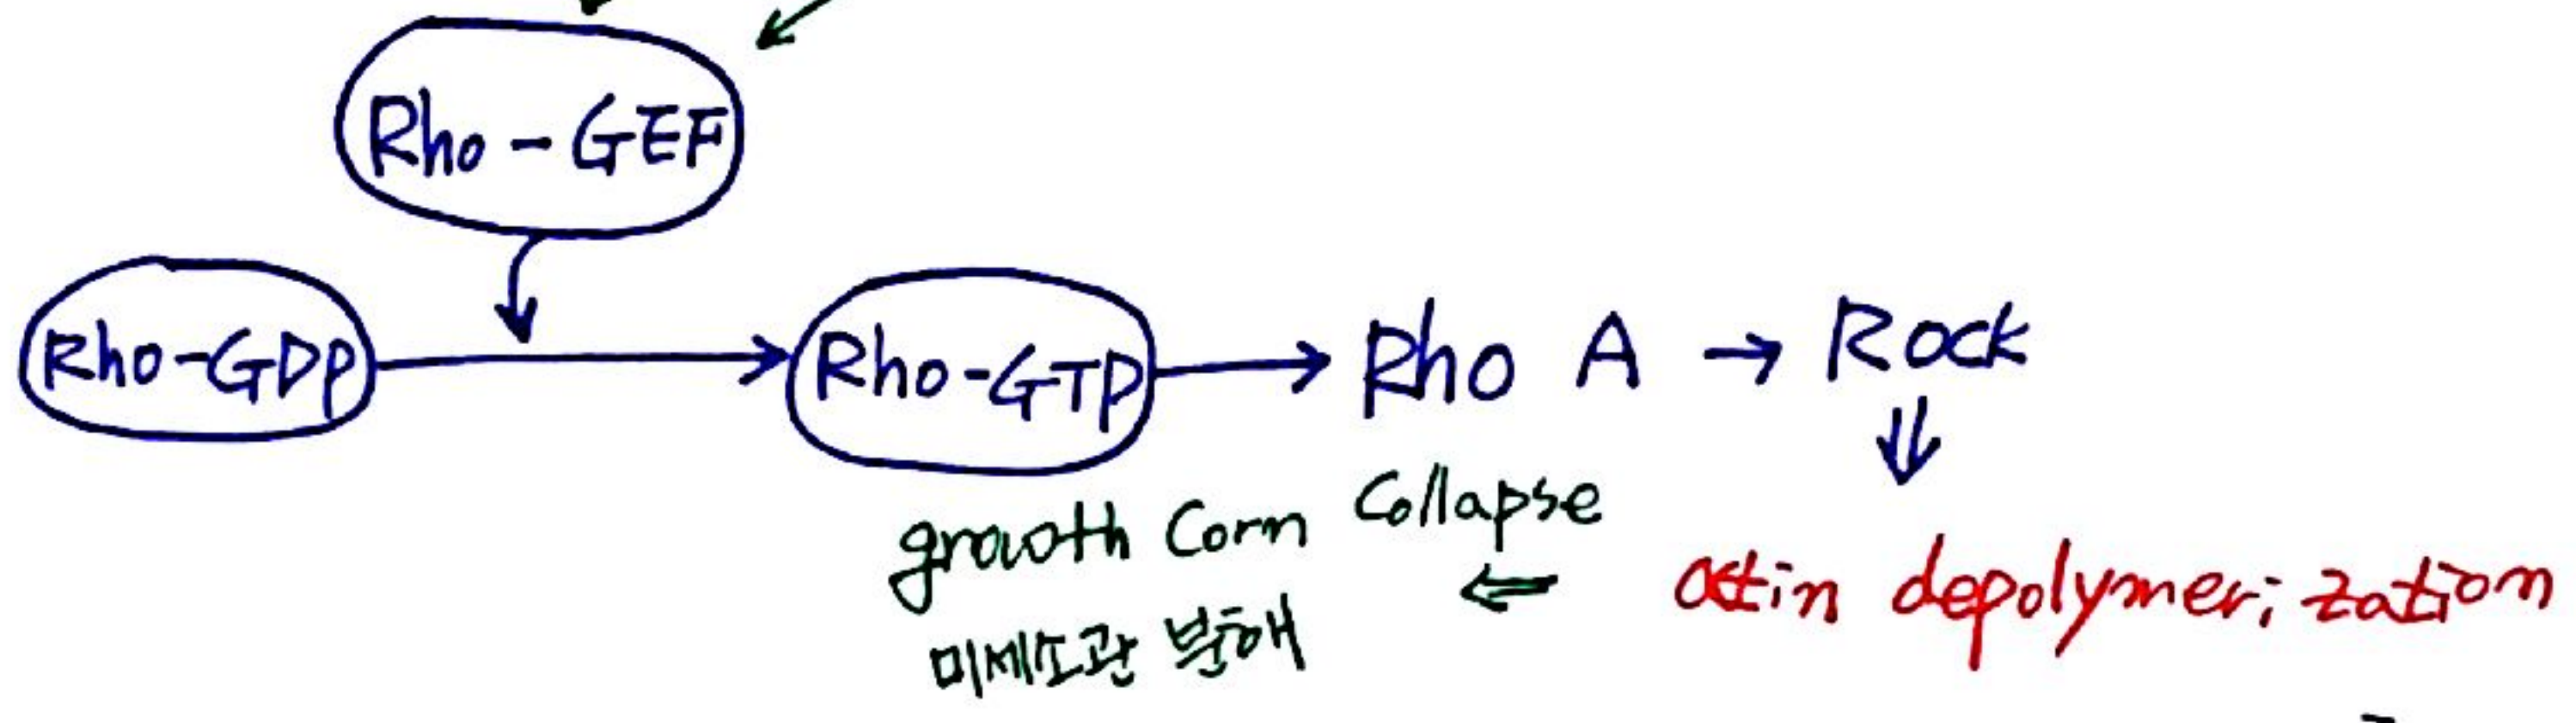 Rho-GEF
Rho-GDP → Rho-GTP → Rho A → Rock
growth Corn Collapse
⇐ actin depolymerization
미세소관 분해